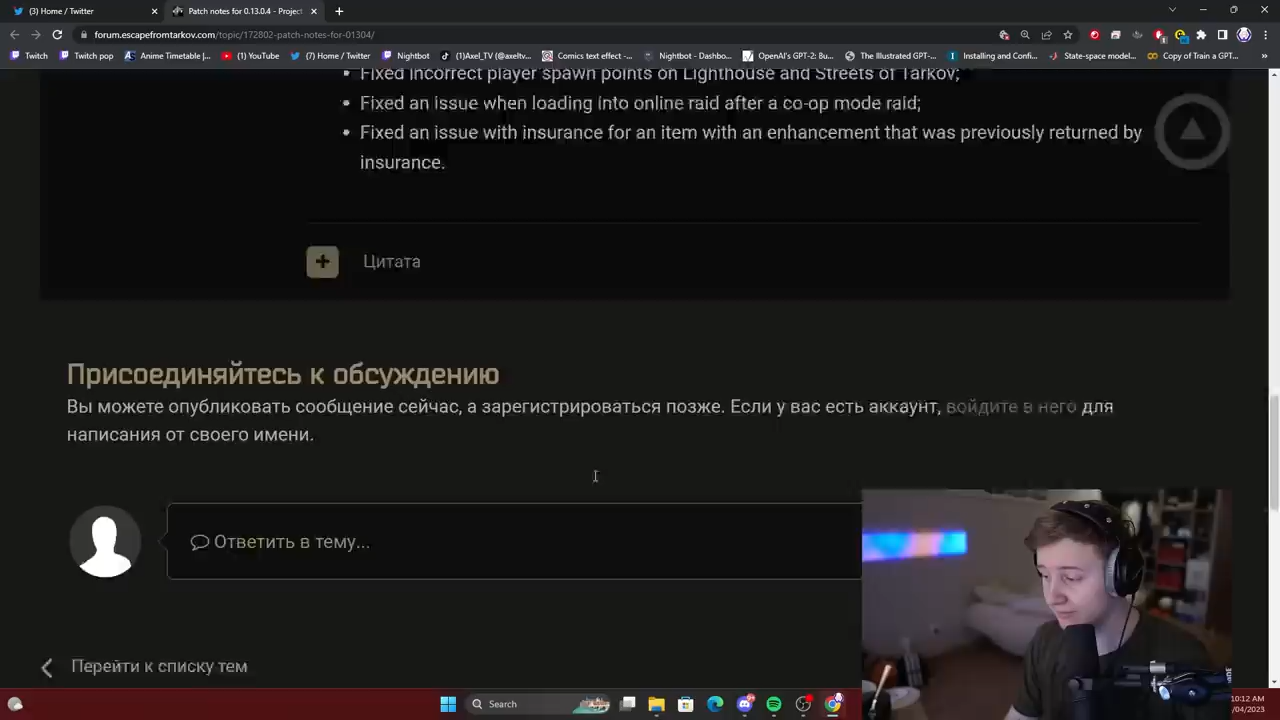 (3) Home / Twitter
Patch notes for 0.13.0.4 - Project
forum.escapefromtarkov.com/topic/172802-patch-notes-for-01304/
Twitch
Twitch pop
Anime Timetable |...
(1) YouTube
(7) Home / Twitter
Nightbot
(1)Axel TV (@axeltv...
Comics text effect -...
Nightbot - Dashbo...
OpenAI's GPT-2: Bu...
The Illustrated GPT-...
Installing and Confi...
State-space model...
Copy of Train a GPT...
Fixed incorrect player spawn points on Lighthouse and Streets of Tarkov;
Fixed an issue when loading into online raid after a co-op mode raid;
Fixed an issue with insurance for an item with an enhancement that was previously returned by
insurance.
Цитата
Присоединяйтесь к обсуждению
Вы можете опубликовать сообщение сейчас, а зарегистрироваться позже. Если у вас есть аккаунт, войдите в него для
написания от своего имени.
Ответить в тему...
Перейти к списку тем
Search
10:12 AM
/04/2023